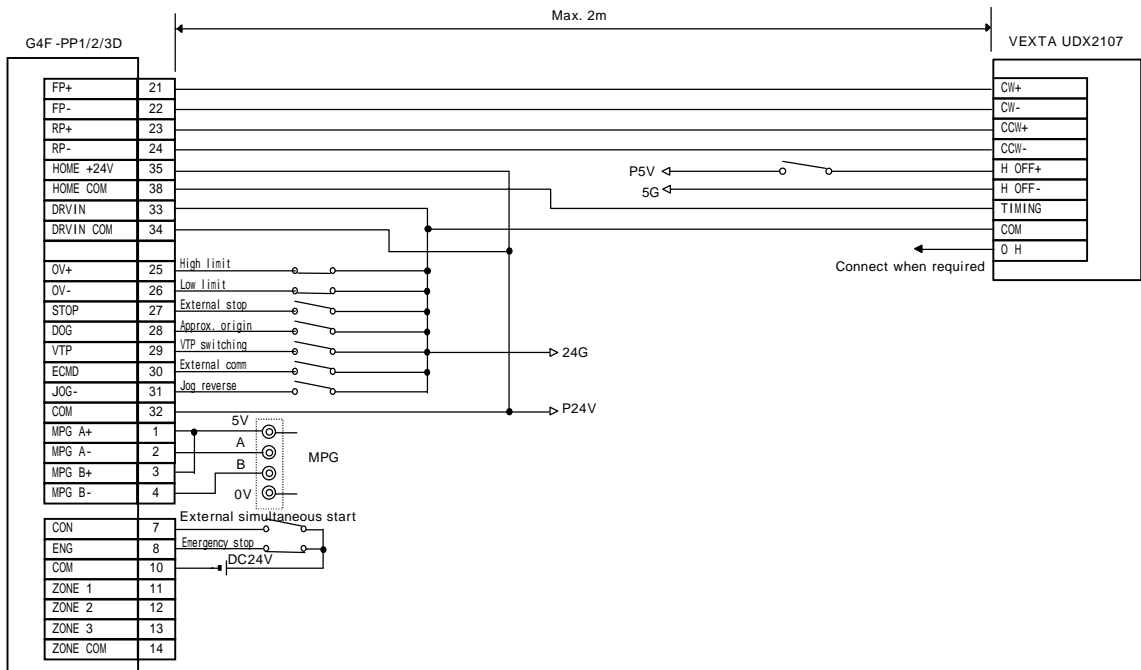 Max. 2m
G4F-PP1/2/3D
VEXTA UDX2107
FP+ 21 CW+
FP- 22 CW-
RP+ 23 CCW+
RP- 24 CCW-
HOME +24V 35 P5V H OFF+
HOME COM 38 5G H OFF-
DRVIN 33 TIMING
DRVIN COM 34 COM
O H
Connect when required
OV+ 25 High limit
OV- 26 Low limit
STOP 27 External stop
DOG 28 Approx. origin
VTP 29 VTP switching 24G
ECMD 30 External comm
JOG- 31 Jog reverse
COM 32 P24V
MPG A+ 1 5V
MPG A- 2 A
MPG
MPG B+ 3 B
MPG B- 4 0V
External simultaneous start
CON 7
ENG 8 Emergency stop
COM 10 DC24V
ZONE 1 11
ZONE 2 12
ZONE 3 13
ZONE COM 14